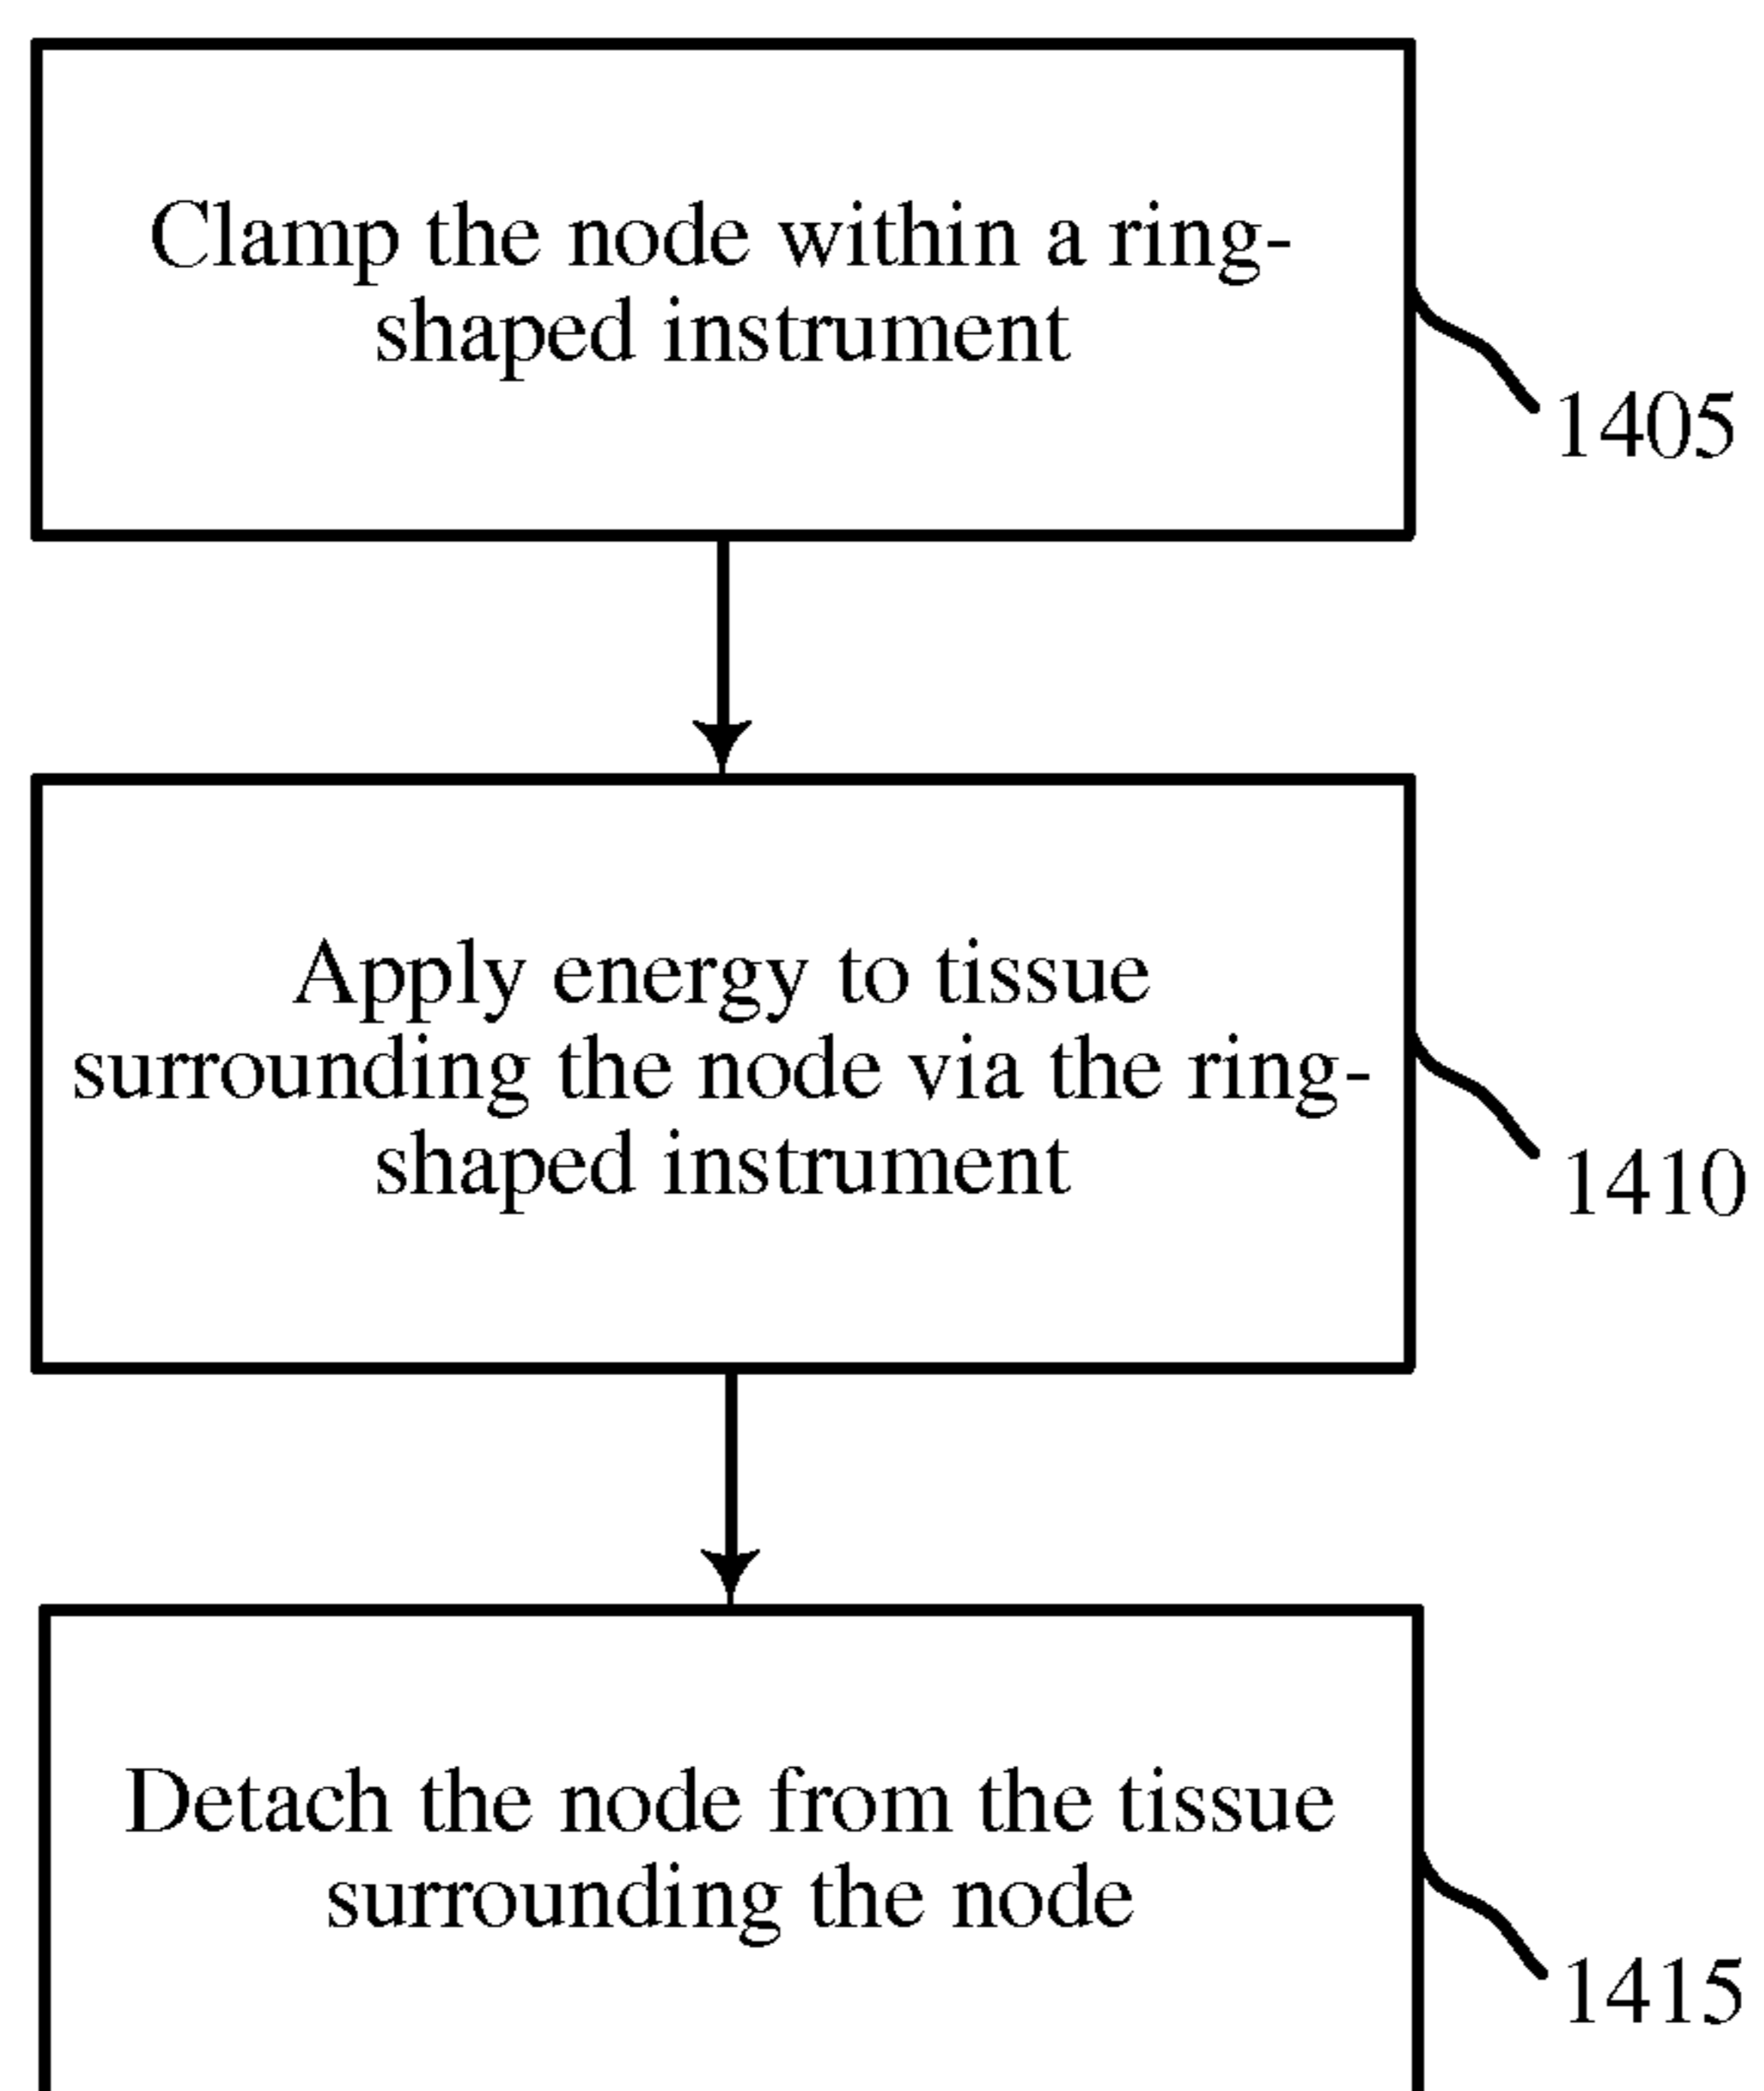 Clamp the node within a ring-
shaped instrument
1405
Apply energy to tissue
surrounding the node via the ring-
shaped instrument
1410
Detach the node from the tissue
surrounding the node
1415